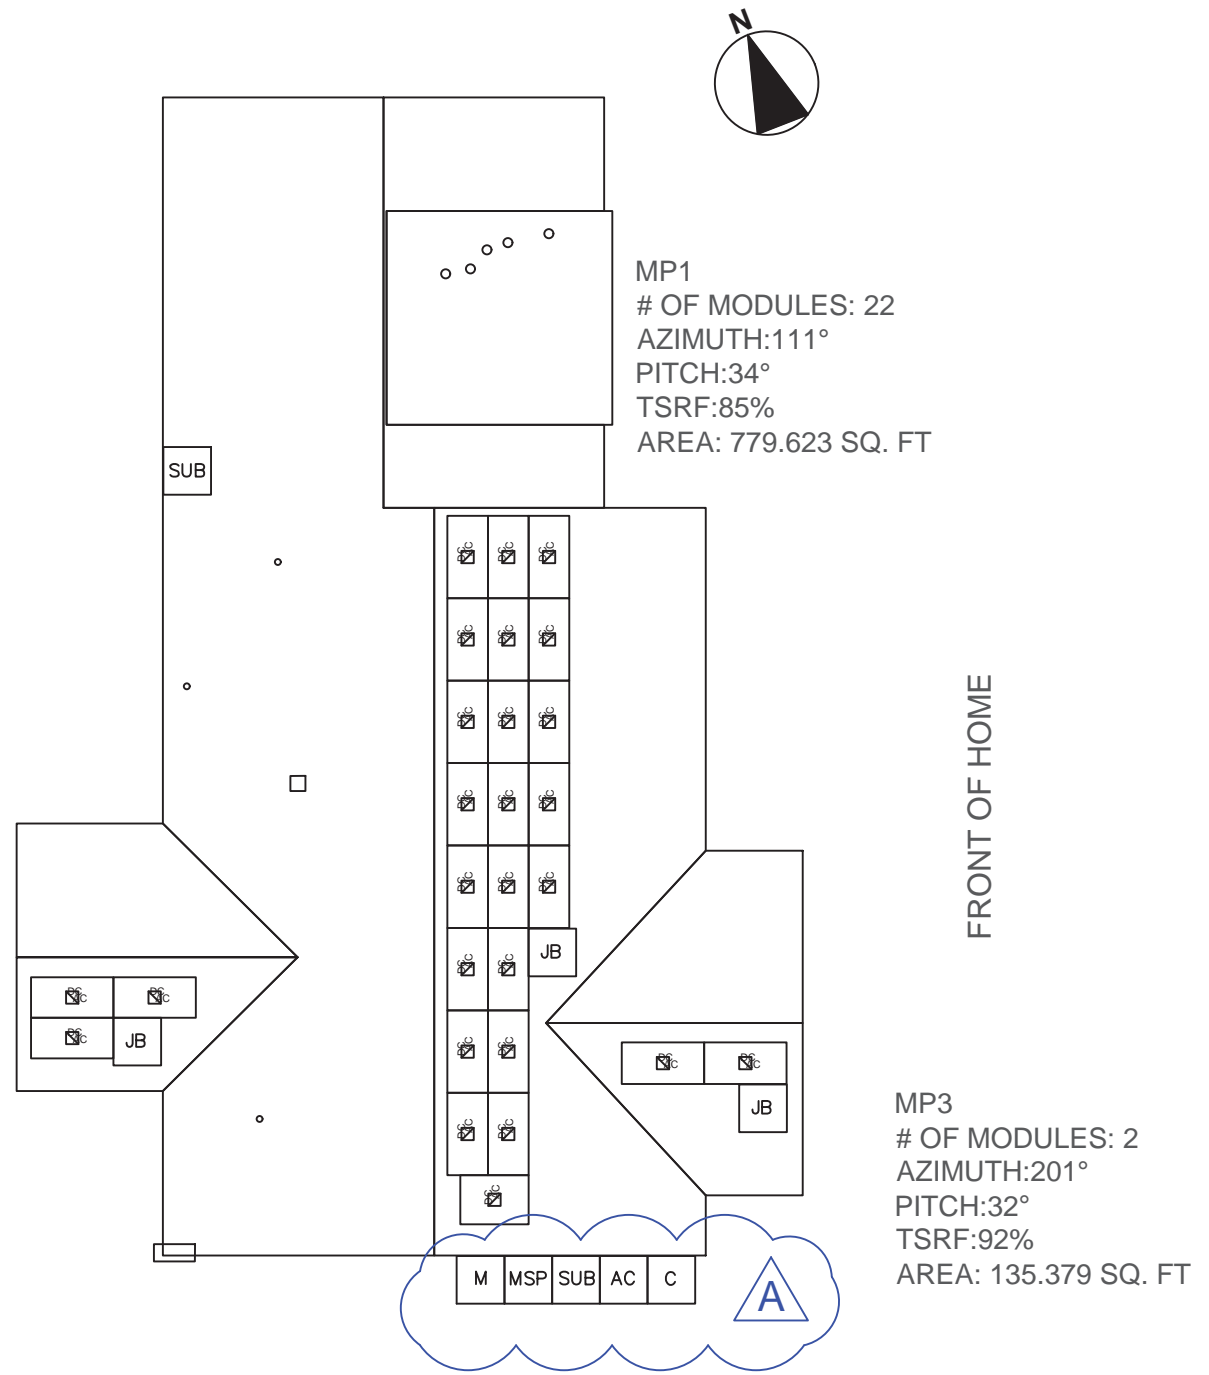 N
MP1
# OF MODULES: 22
AZIMUTH:111°
PITCH:34°
TSRF:85%
AREA: 779.623 SQ. FT
SUB
FRONT OF HOME
JB
JB
JB
MP3
# OF MODULES: 2
AZIMUTH:201°
PITCH:32°
TSRF:92%
AREA: 135.379 SQ. FT
M MSP SUB AC C
A